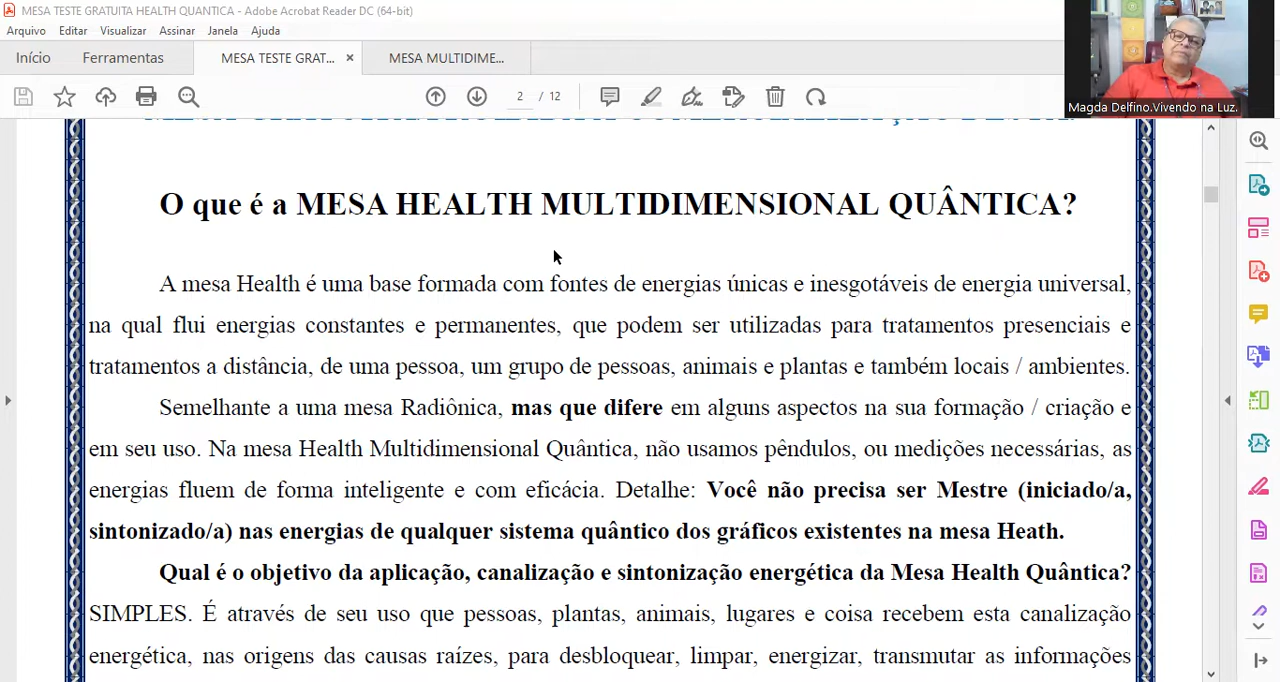 MESA TESTE GRATUITA HEALTH QUANTICA - Adobe Acrobat Reader DC (64-bit)
Arquivo Editar Visualizar Assinar Janela Ajuda
Início Ferramentas MESA TESTE GRAT... × MESA MULTIDIME...
2 / 12
Magda Delfino.Vivendo na Luz.
O que é a MESA HEALTH MULTIDIMENSIONAL QUÂNTICA?
A mesa Health é uma base formada com fontes de energias únicas e inesgotáveis de energia universal,
na qual flui energias constantes e permanentes, que podem ser utilizadas para tratamentos presenciais e
tratamentos a distância, de uma pessoa, um grupo de pessoas, animais e plantas e também locais / ambientes.
Semelhante a uma mesa Radiônica, mas que difere em alguns aspectos na sua formação / criação e
em seu uso. Na mesa Health Multidimensional Quântica, não usamos pêndulos, ou medições necessárias, as
energias fluem de forma inteligente e com eficácia. Detalhe: Você não precisa ser Mestre (iniciado/a,
sintonizado/a) nas energias de qualquer sistema quântico dos gráficos existentes na mesa Heath.
Qual é o objetivo da aplicação, canalização e sintonização energética da Mesa Health Quântica?
SIMPLES. É através de seu uso que pessoas, plantas, animais, lugares e coisa recebem esta canalização
energética, nas origens das causas raízes, para desbloquear, limpar, energizar, transmutar as informações